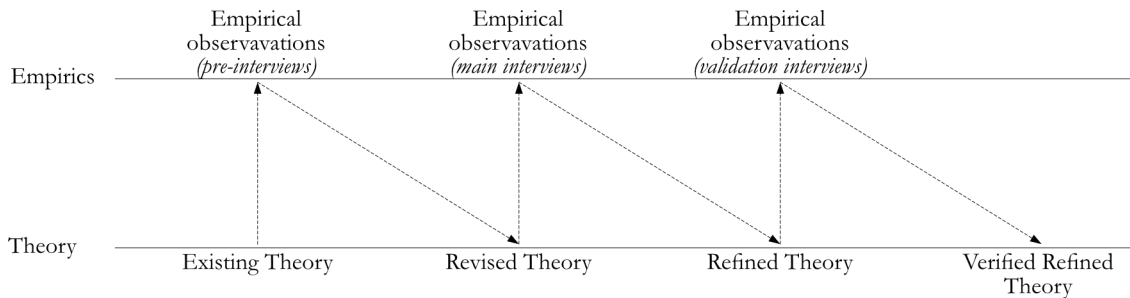 Empirical
observavations
(pre-interviews)
Empirical
observavations
(main interviews)
Empirical
observavations
(validation interviews)
Empirics
Theory
Existing Theory
Revised Theory
Refined Theory
Verified Refined
Theory